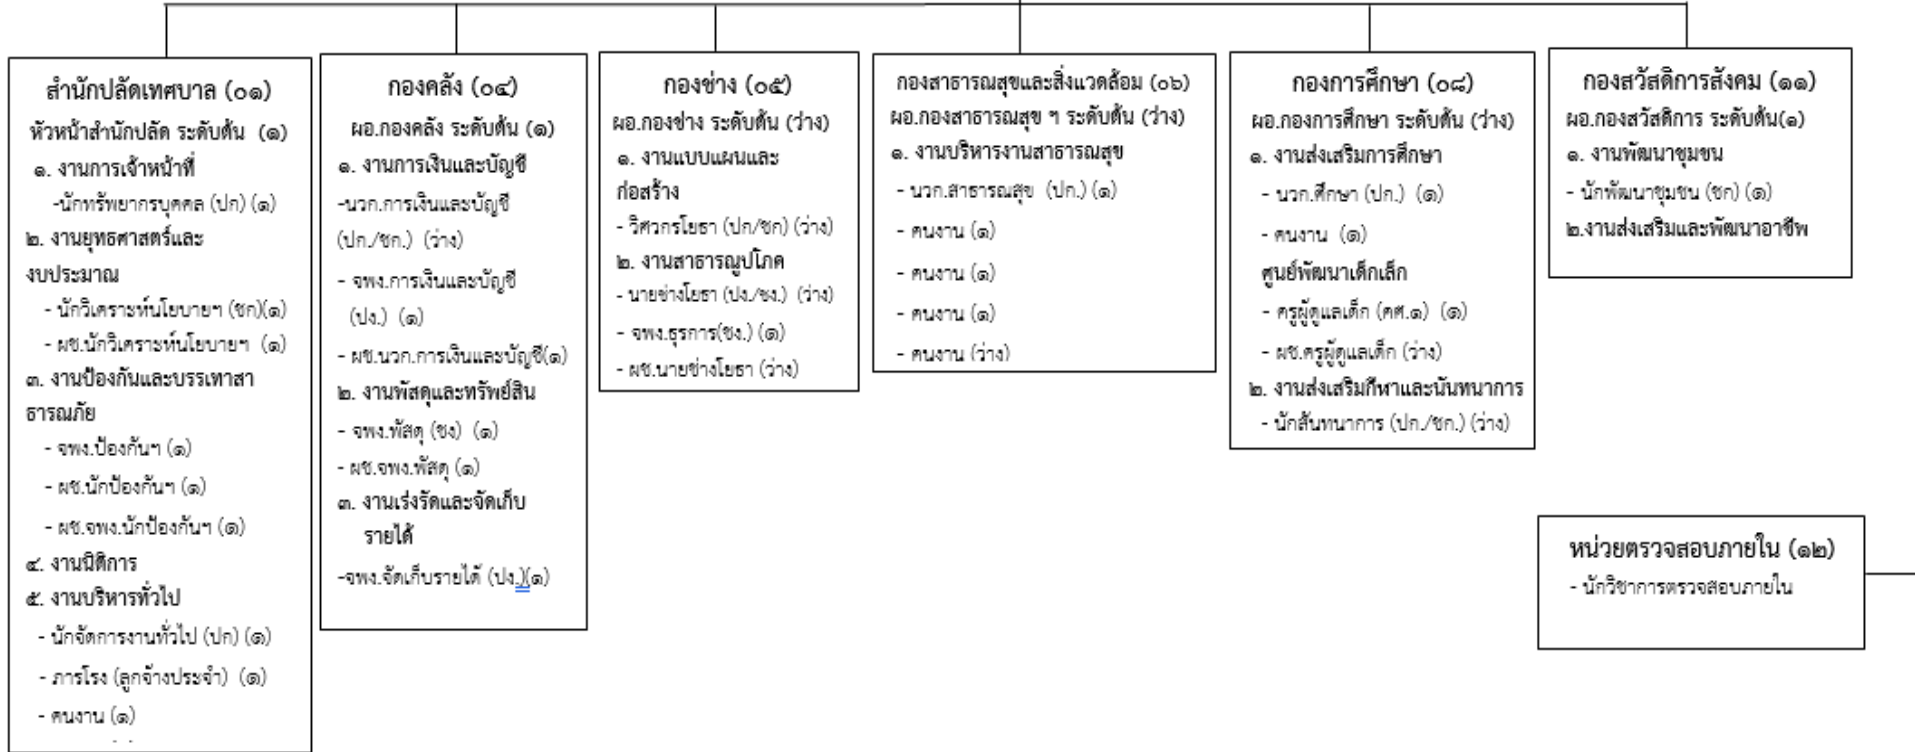 สำนักปลัดเทศบาล (๐๑)
หัวหน้าสำนักปลัด ระดับต้น (๑)
๑. งานการเจ้าหน้าที่
-นักทรัพยากรบุคคล (ปก) (๑)
๒. งานยุทธศาสตร์และ
งบประมาณ
- นักวิเคราะห์นโยบายฯ (ชก)(๑)
- ผช.นักวิเคราะห์นโยบายฯ (๑)
๓. งานป้องกันและบรรเทาสา
ธารณภัย
- จพง.ป้องกันฯ (๑)
- ผช.นักป้องกันฯ (๑)
- ผช.จพง.นักป้องกันฯ (๑)
๔. งานนิติการ
๕. งานบริหารทั่วไป
- นักจัดการงานทั่วไป (ปก) (๑)
- ภารโรง (ลูกจ้างประจำ) (๑)
- คนงาน (๑)
กองคลัง (๐๔)
ผอ.กองคลัง ระดับต้น (๑)
๑. งานการเงินและบัญชี
-นวก.การเงินและบัญชี
(ปก./ชก.) (ว่าง)
- จพง.การเงินและบัญชี
(ปง.) (๑)
- ผช.นวก.การเงินและบัญชี(๑)
๒. งานพัสดุและทรัพย์สิน
- จพง.พัสดุ (ชง) (๑)
- ผช.จพง.พัสดุ (๑)
๓. งานเร่งรัดและจัดเก็บ
รายได้
-จพง.จัดเก็บรายได้ (ปง.)(๑)
กองช่าง (๐๕)
ผอ.กองช่าง ระดับต้น (ว่าง)
๑. งานแบบแผนและ
ก่อสร้าง
- วิศวกรโยธา (ปก/ชก) (ว่าง)
๒. งานสาธารณูปโภค
- นายช่างโยธา (ปง./ชง.) (ว่าง)
- จพง.ธุรการ(ชง.) (๑)
- ผช.นายช่างโยธา (ว่าง)
กองสาธารณสุขและสิ่งแวดล้อม (๐๖)
ผอ.กองสาธารณสุข ฯ ระดับต้น (ว่าง)
๑. งานบริหารงานสาธารณสุข
- นวก.สาธารณสุข (ปก.) (๑)
- คนงาน (๑)
- คนงาน (๑)
- คนงาน (๑)
- คนงาน (ว่าง)
กองการศึกษา (๐๘)
ผอ.กองการศึกษา ระดับต้น (ว่าง)
๑. งานส่งเสริมการศึกษา
- นวก.ศึกษา (ปก.) (๑)
- คนงาน (๑)
ศูนย์พัฒนาเด็กเล็ก
- ครูผู้ดูแลเด็ก (คศ.๑) (๑)
- ผช.ครูผู้ดูแลเด็ก (ว่าง)
๒. งานส่งเสริมกีฬาและนันทนาการ
- นักสันทนาการ (ปก./ชก.) (ว่าง)
กองสวัสดิการสังคม (๑๑)
ผอ.กองสวัสดิการ ระดับต้น(๑)
๑. งานพัฒนาชุมชน
- นักพัฒนาชุมชน (ชก) (๑)
๒.งานส่งเสริมและพัฒนาอาชีพ
หน่วยตรวจสอบภายใน (๑๒)
- นักวิชาการตรวจสอบภายใน